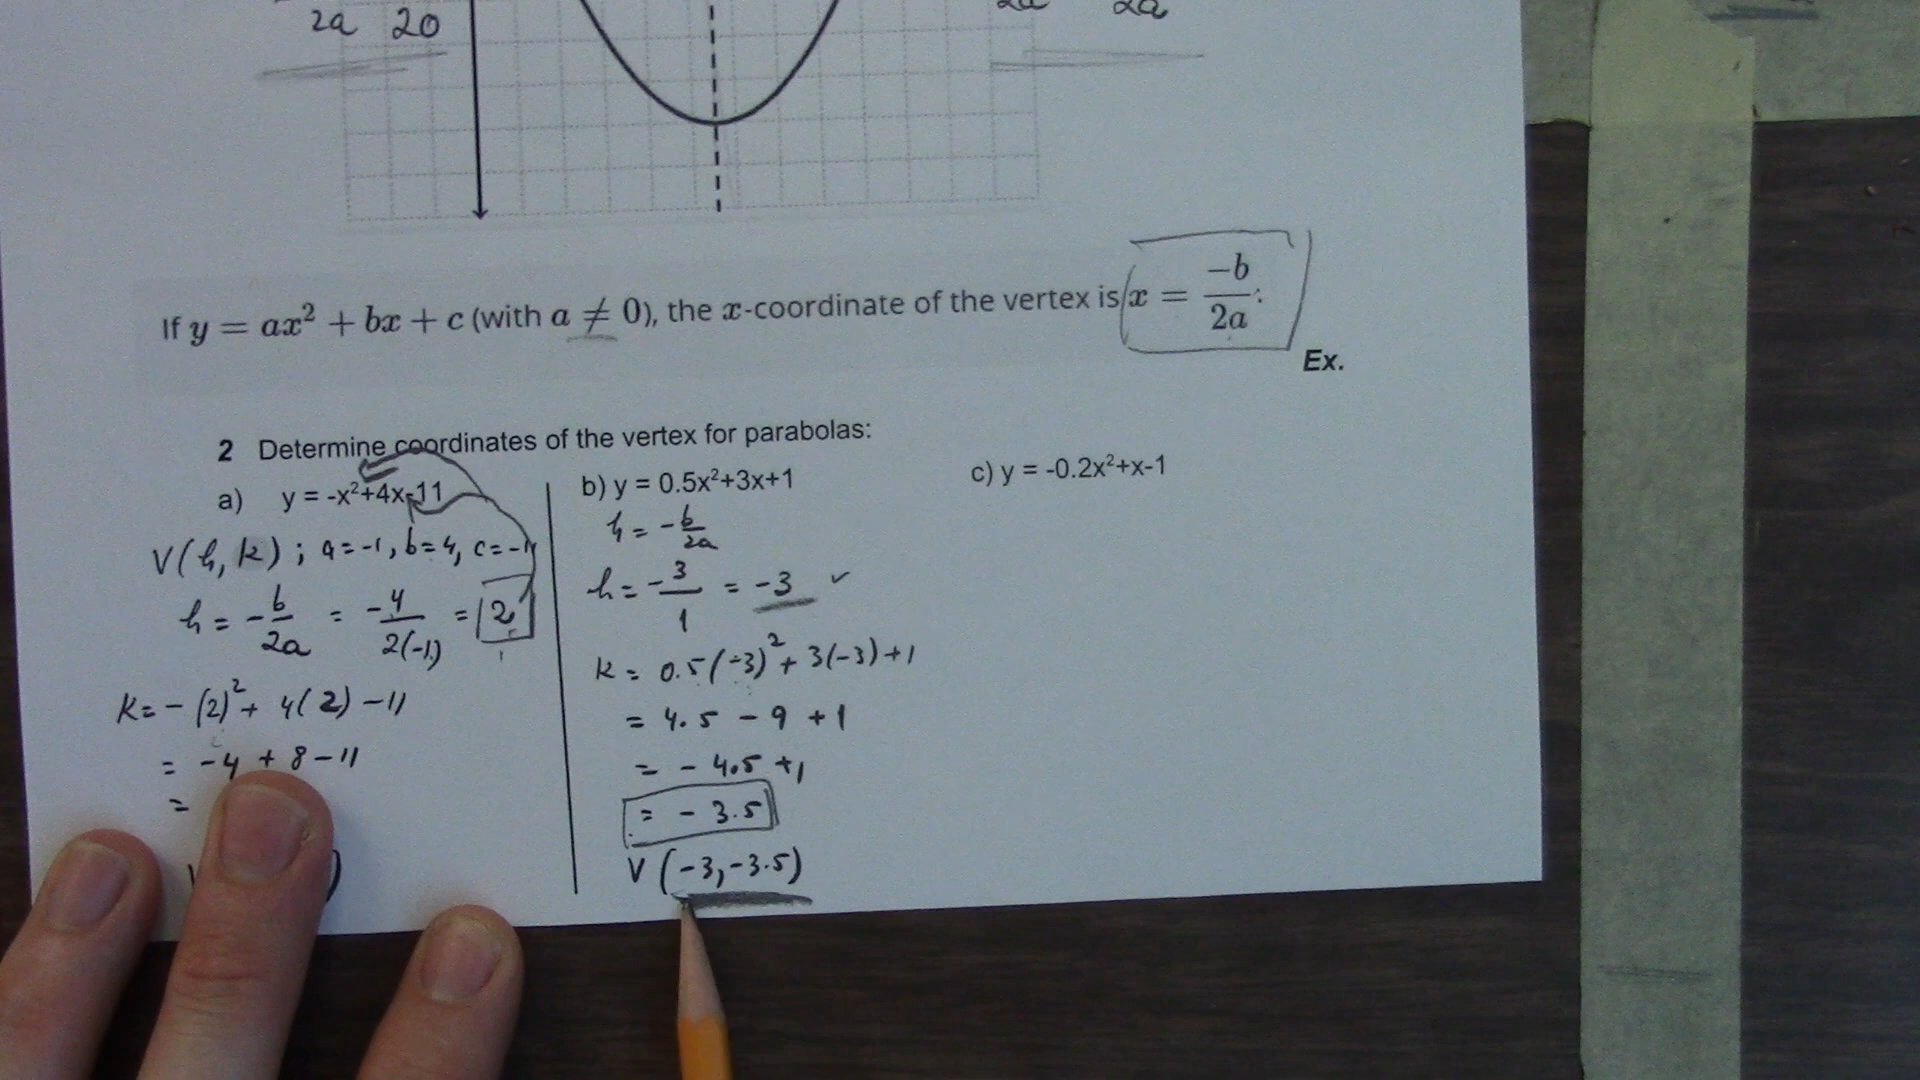 2a 20
2a 2a
If y = ax² + bx + c (with a ≠ 0), the x-coordinate of the vertex is x = -b/2a.
Ex.
2 Determine coordinates of the vertex for parabolas:
a) y = -x²+4x-11
V(h, k) ; a=-1, b=4, c=-11
h = -b/2a = -4/2(-1) = 2
k = -(2)² + 4(2) -11
= -4 + 8 -11
=
b) y = 0.5x²+3x+1
h = -b/2a
h = -3/1 = -3 ✓
k = 0.5(-3)² + 3(-3)+1
= 4.5 - 9 + 1
= - 4.5 +1
= - 3.5
V (-3, -3.5)
c) y = -0.2x²+x-1